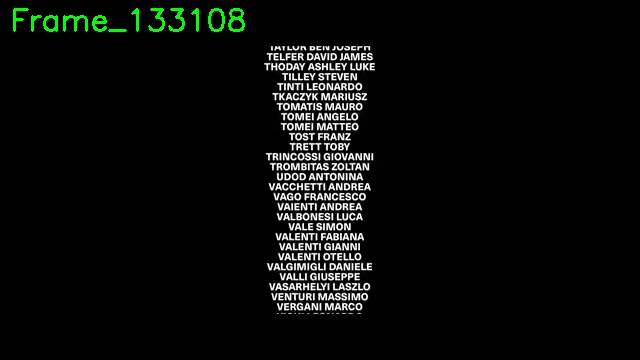 Frame_133108
TAYLOR BEN JOSEPH
TELFER DAVID JAMES
THODAY ASHLEY LUKE
TILLEY STEVEN
TINTI LEONARDO
TKACZYK MARIUSZ
TOMATIS MAURO
TOMEI ANGELO
TOMEI MATTEO
TOST FRANZ
TRETT TOBY
TRINCOSSI GIOVANNI
TROMBITAS ZOLTAN
UDOD ANTONINA
VACCHETTI ANDREA
VAGO FRANCESCO
VAIENTI ANDREA
VALBONESI LUCA
VALE SIMON
VALENTI FABIANA
VALENTI GIANNI
VALENTI OTELLO
VALGIMIGLI DANIELE
VALLI GIUSEPPE
VASARHELYI LASZLO
VENTURI MASSIMO
VERGANI MARCO